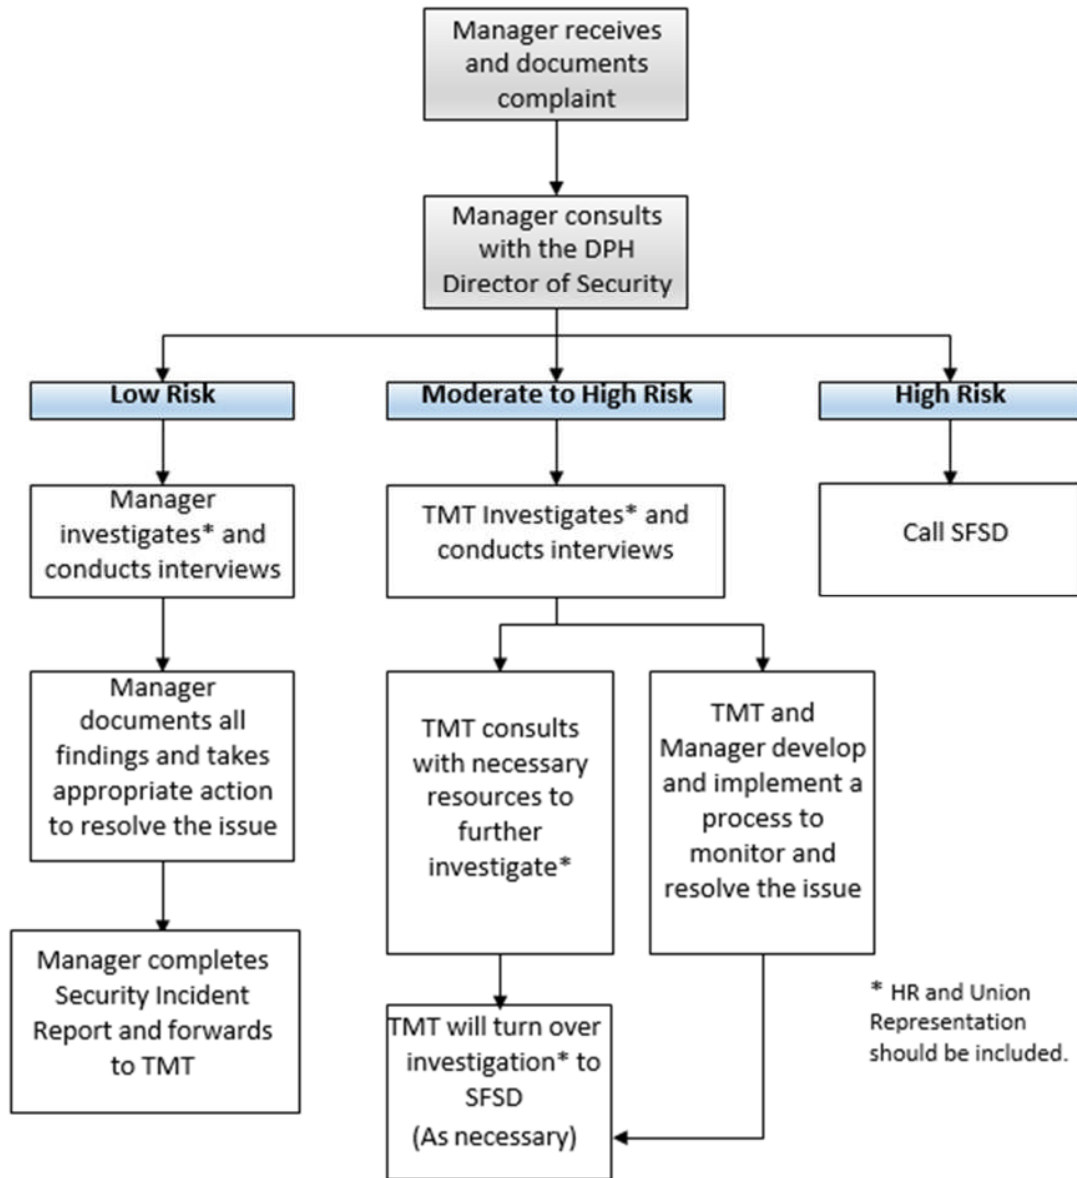 Manager receives
and documents
complaint
Manager consults
with the DPH
Director of Security
Low Risk
Moderate to High Risk
High Risk
Manager
investigates* and
conducts interviews
TMT Investigates* and
conducts interviews
Call SFSD
Manager
documents all
findings and takes
appropriate action
to resolve the issue
TMT consults
with necessary
resources to
further
investigate*
TMT and
Manager develop
and implement a
process to
monitor and
resolve the issue
Manager completes
Security Incident
Report and forwards
to TMT
TMT will turn over
investigation* to
SFSD
(As necessary)
* HR and Union
Representation
should be included.